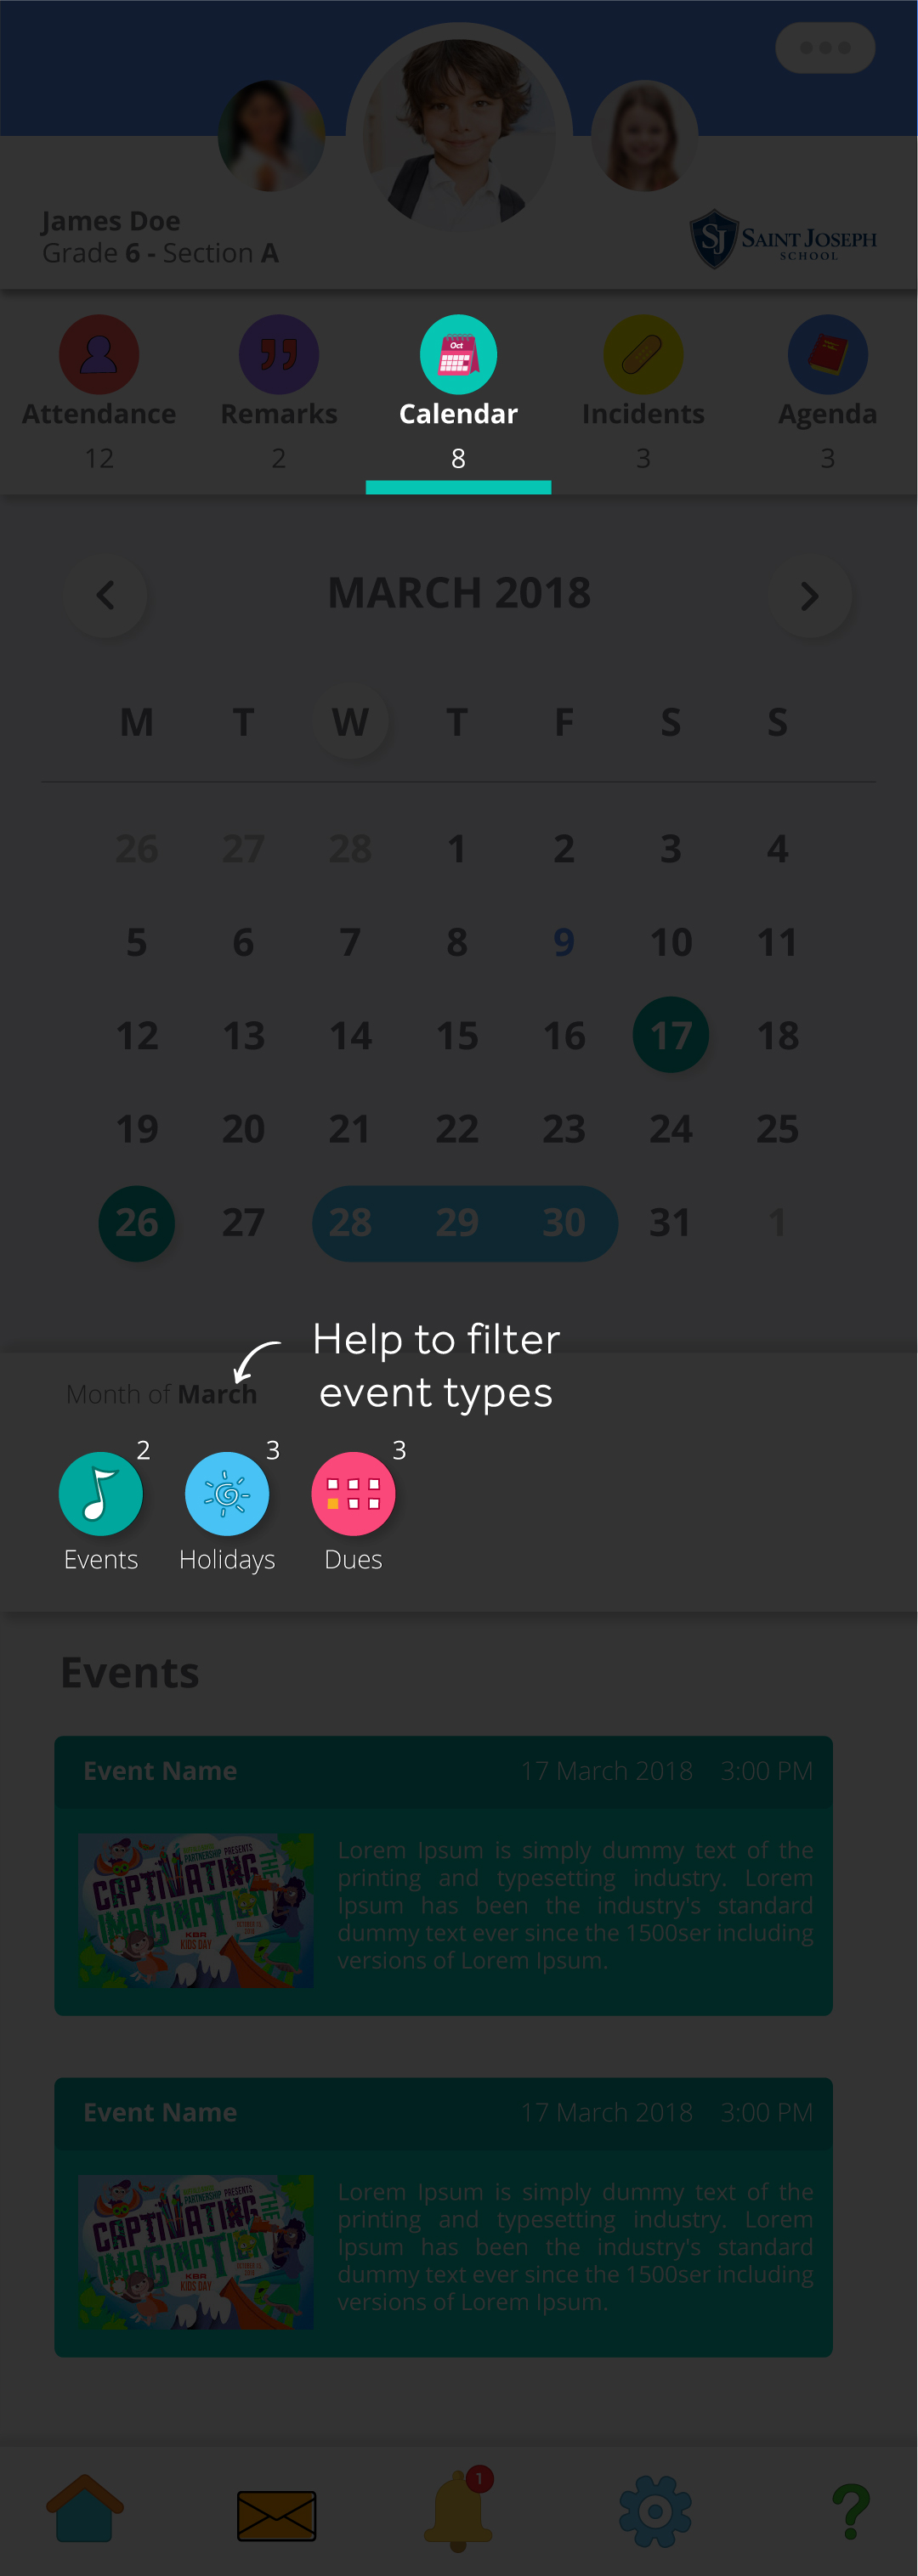 James Doe
Grade 6 - Section A
SJ SAINT JOSEPH
SCHOOL
Oct
Attendance Remarks Calendar Incidents Agenda
12 2 8 3 3
MARCH 2018
M T W T F S S
26 27 28 1 2 3 4
5 6 7 8 9 10 11
12 13 14 15 16 17 18
19 20 21 22 23 24 25
26 27 28 29 30 31 1
Help to filter
event types
Month of March
2 3 3
Events Holidays Dues
Events
Event Name 17 March 2018 3:00 PM
PARTNERSHIP PRESENTS
CAPTIVATING THE
IMAGINATION
KBR
KIDS DAY
Lorem Ipsum is simply dummy text of the
printing and typesetting industry. Lorem
Ipsum has been the industry's standard
dummy text ever since the 1500ser including
versions of Lorem Ipsum.
Event Name 17 March 2018 3:00 PM
PARTNERSHIP PRESENTS
CAPTIVATING THE
IMAGINATION
KBR
KIDS DAY
Lorem Ipsum is simply dummy text of the
printing and typesetting industry. Lorem
Ipsum has been the industry's standard
dummy text ever since the 1500ser including
versions of Lorem Ipsum.
1
?